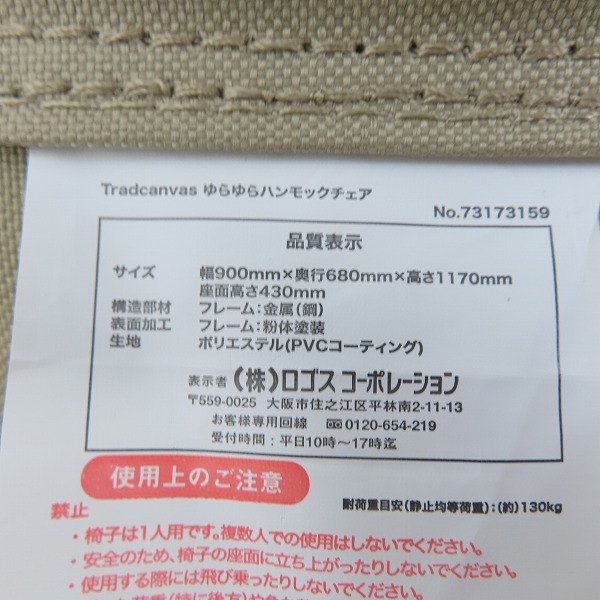 Tradcanvas ゆらゆらハンモックチェア
No.73173159
品質表示
サイズ 幅900mm×奥行680mm×高さ1170mm
座面高さ430mm
構造部材 フレーム:金属(鋼)
表面加工 フレーム:粉体塗装
生地 ポリエステル(PVCコーティング)
表示者 (株)ロゴス コーポレーション
〒559-0025 大阪市住之江区平林南2-11-13
お客様専用回線 0120-654-219
受付時間:平日10時～17時迄
使用上のご注意
耐荷重目安(静止均等荷重):(約)130kg
禁止
・椅子は1人用です。複数人での使用はしないでください。
・安全のため、椅子の座面に立ち上がったりしないでください。
・使用する際には飛び乗ったりしないでください。